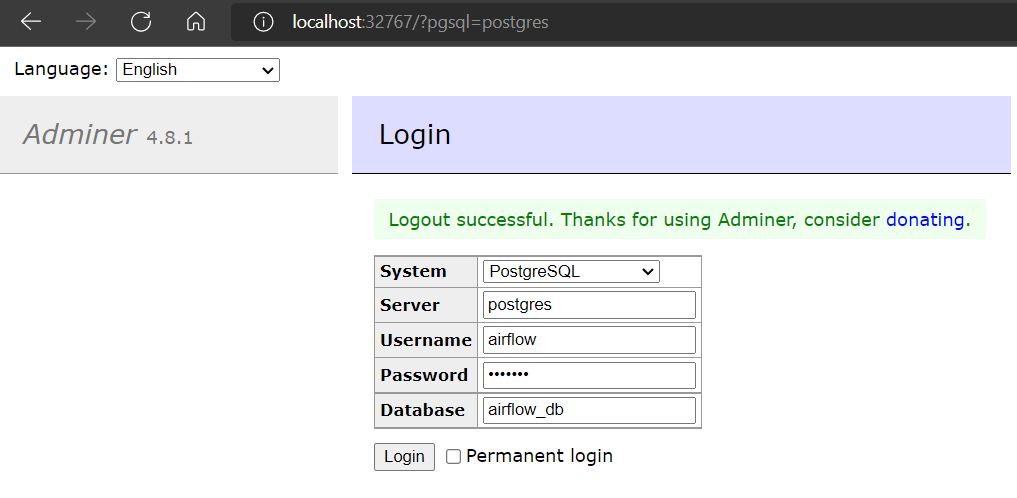 localhost:32767/?pgsql=postgres
Language: English
Adminer 4.8.1
Login
Logout successful. Thanks for using Adminer, consider donating.
System PostgreSQL
Server postgres
Username airflow
Password •••••••
Database airflow_db
Login Permanent login